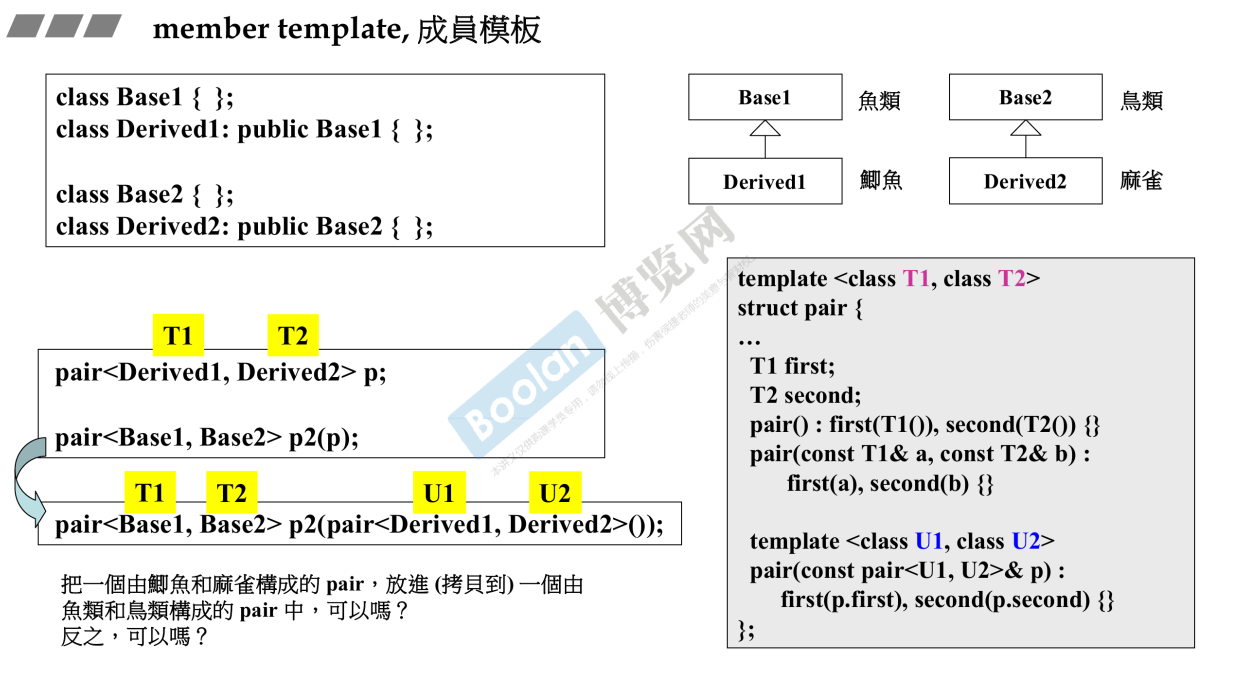 member template, 成員模板
class Base1 { };
class Derived1: public Base1 { };
class Base2 { };
class Derived2: public Base2 { };
Base1
魚類
Base2
鳥類
Derived1
鯽魚
Derived2
麻雀
T1
T2
pair<Derived1, Derived2> p;
pair<Base1, Base2> p2(p);
T1
T2
U1
U2
pair<Base1, Base2> p2(pair<Derived1, Derived2>());
把一個由鯽魚和麻雀構成的 pair，放進 (拷貝到) 一個由
魚類和鳥類構成的 pair 中，可以嗎？
反之，可以嗎？
template <class T1, class T2>
struct pair {
…
T1 first;
T2 second;
pair() : first(T1()), second(T2()) {}
pair(const T1& a, const T2& b) :
first(a), second(b) {}
template <class U1, class U2>
pair(const pair<U1, U2>& p) :
first(p.first), second(p.second) {}
};
Boolan 博览网